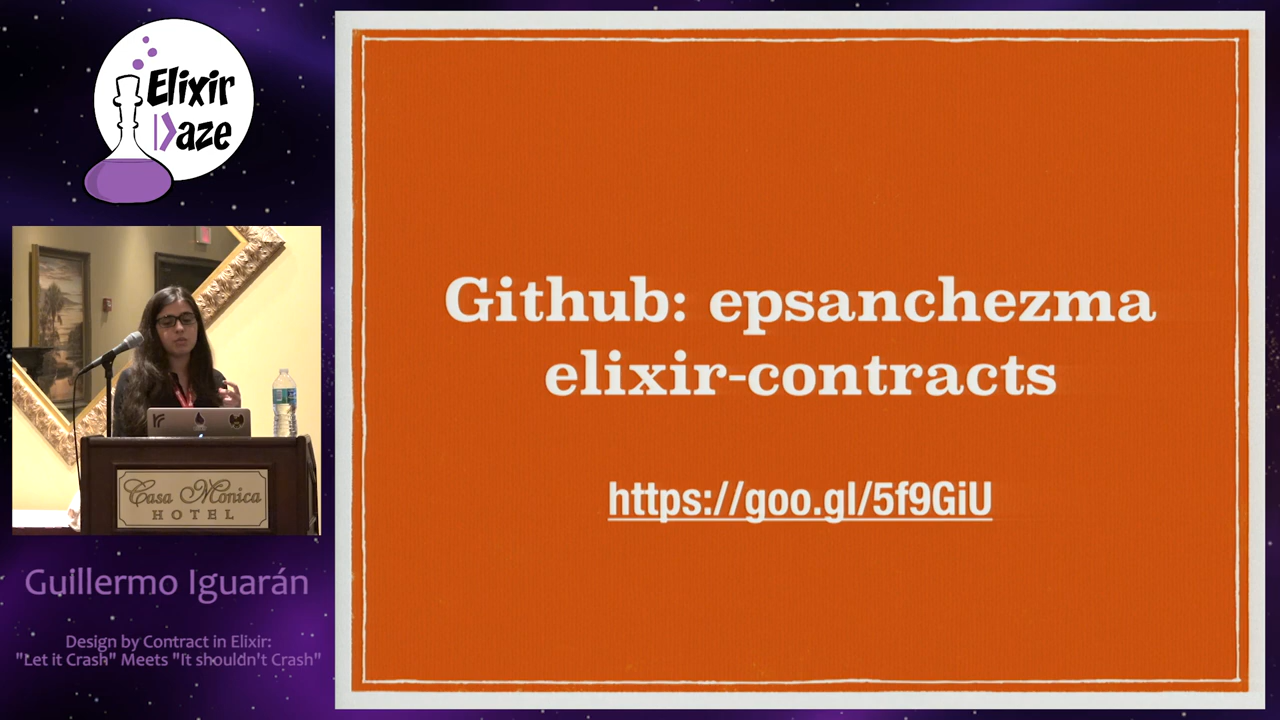 Elixir
|>aze
Casa Monica
HOTEL
Guillermo Iguarán
Design by Contract in Elixir:
"Let it Crash" Meets "It shouldn't Crash"
Github: epsanchezma
elixir-contracts
https://goo.gl/5f9GiU